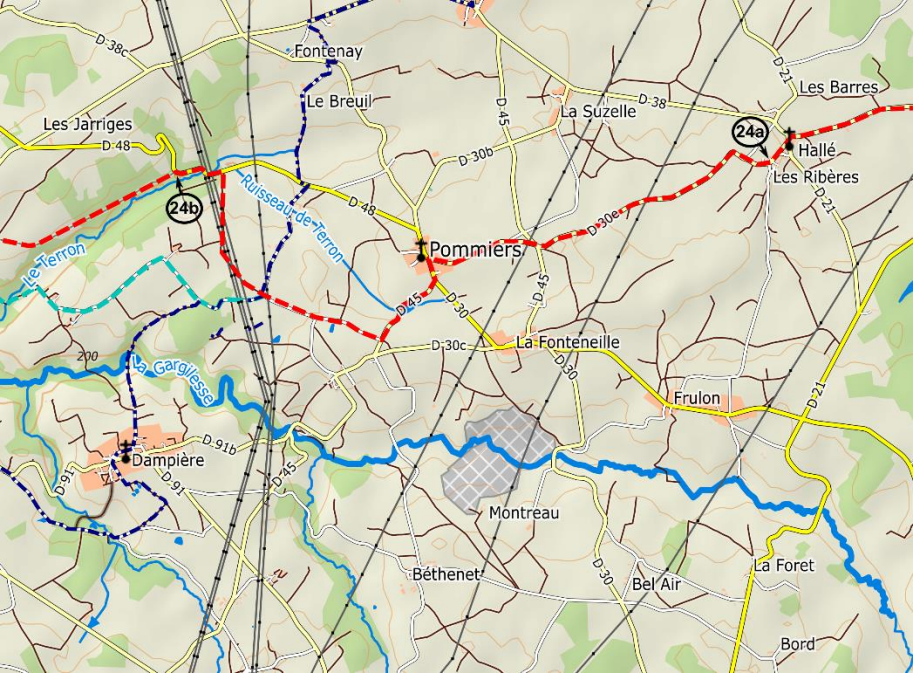 D 38c
Fontenay
D 21
Les Barres
Le Breuil
D 45
D 38
La Suzelle
Les Jarriges
D 48
24a
Hallé
D 30b
Les Ribères
Ruisseau de Terron
24b
D 48
D 21
D 30e
Pommiers
Le Terron
D 45
D 45
D 30
La Fonteneille
D 30c
200
La Gargilesse
D 30
D 21
Frulon
D 91b
Dampière
D 45
D 91
D 91
Montreau
La Foret
Béthenet
D 30
Bel Air
Bord